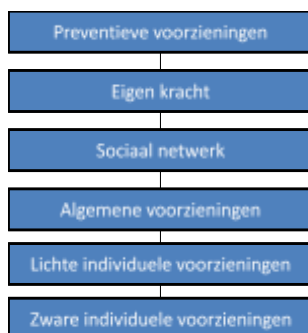 Preventieve voorzieningen
Eigen kracht
Sociaal netwerk
Algemene voorzieningen
Lichte individuele voorzieningen
Zware individuele voorzieningen